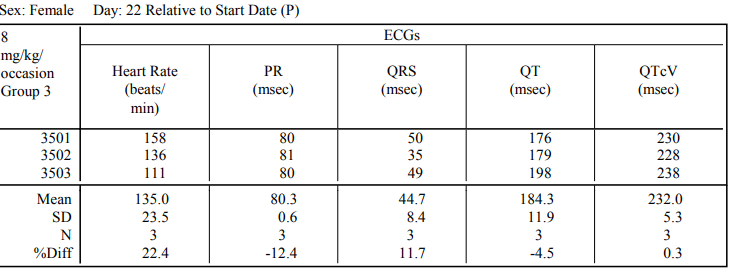 Sex: Female Day: 22 Relative to Start Date (P)
8 ECGs
mg/kg/
occasion Heart Rate PR QRS QT QTcV
Group 3 (beats/ (msec) (msec) (msec) (msec)
min)
3501 158 80 50 176 230
3502 136 81 35 179 228
3503 111 80 49 198 238
Mean 135.0 80.3 44.7 184.3 232.0
SD 23.5 0.6 8.4 11.9 5.3
N 3 3 3 3 3
%Diff 22.4 -12.4 11.7 -4.5 0.3